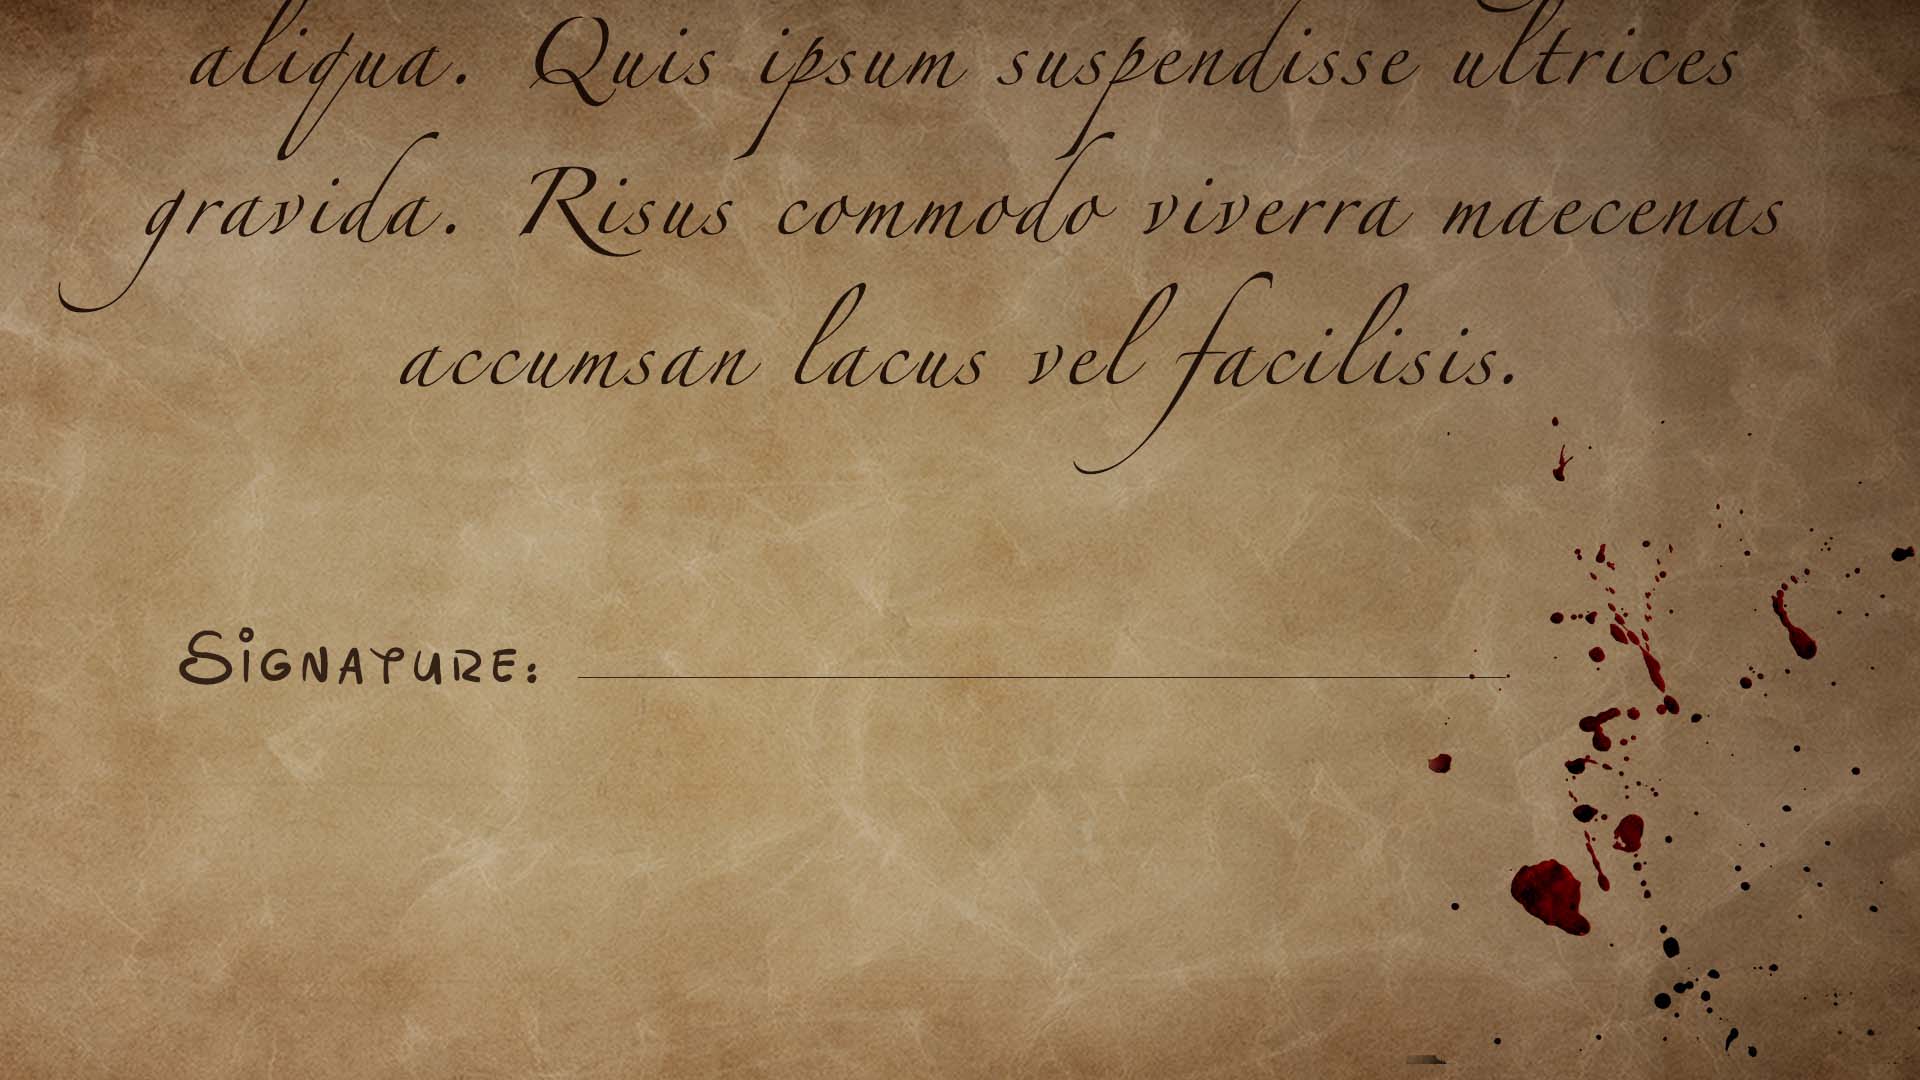 aliqua. Quis ipsum suspendisse ultrices
gravida. Risus commodo viverra maecenas
accumsan lacus vel facilisis.
Signature: